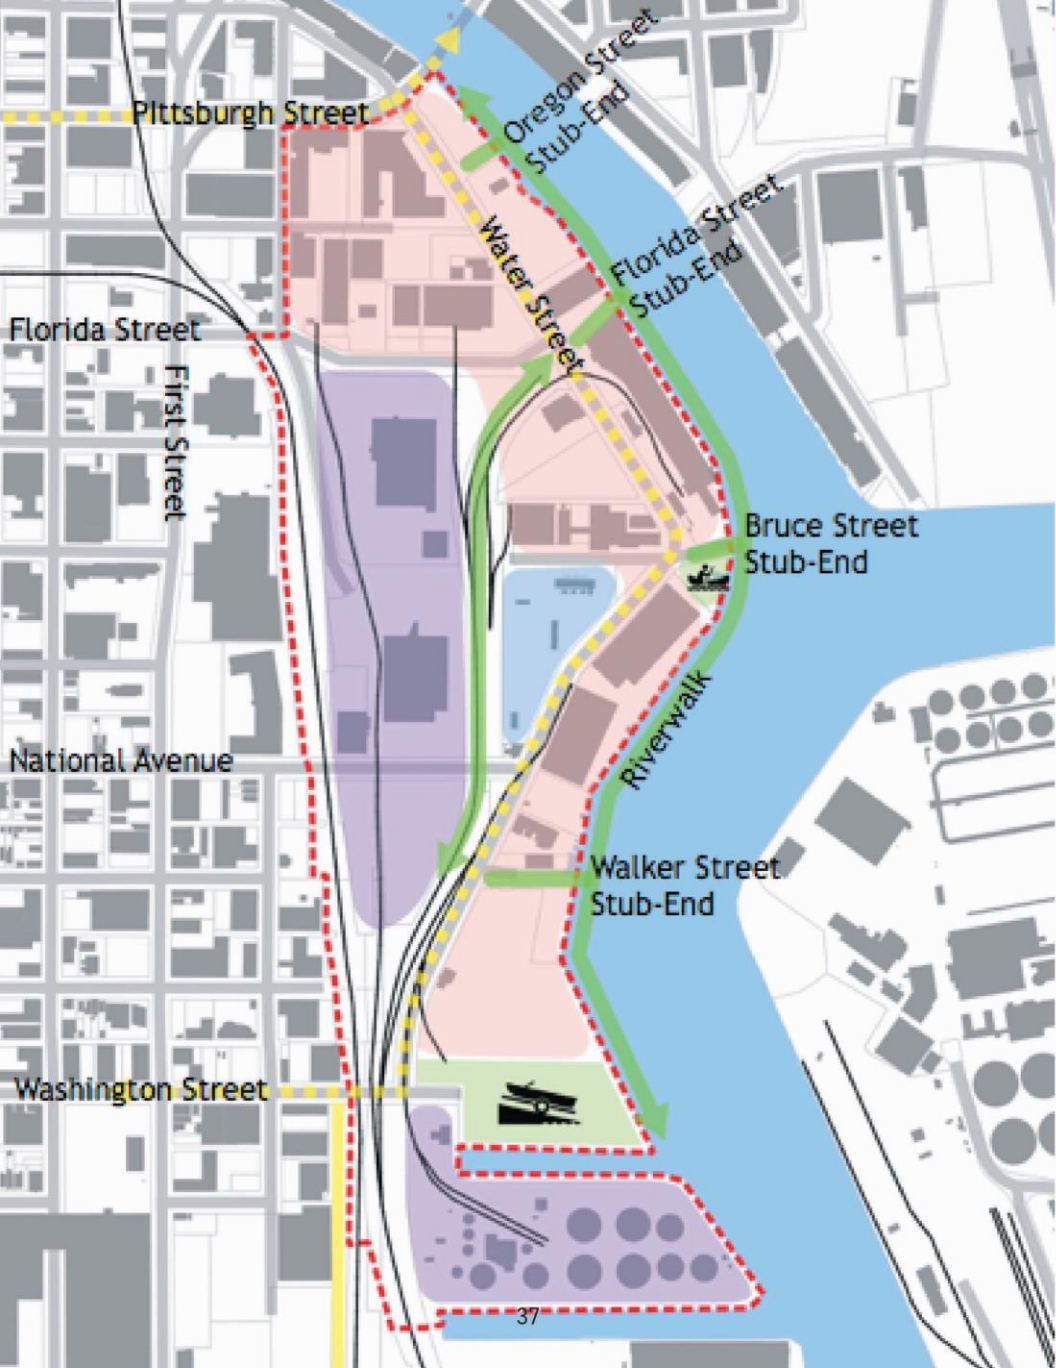 Oregon Street
Stub-End
PIttsburgh Street
Water Street
Florida Street
Stub-End
Florida Street
First Street
Bruce Street
Stub-End
Riverwalk
National Avenue
Walker Street
Stub-End
Washington Street
37